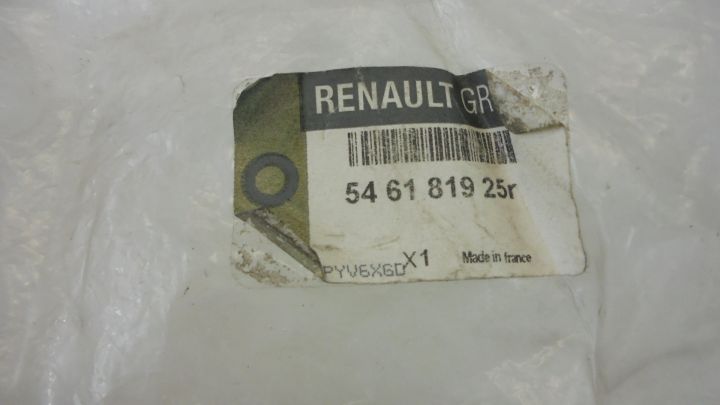 RENAULT GR
54 61 819 25r
PYV6X6D X1 Made in france